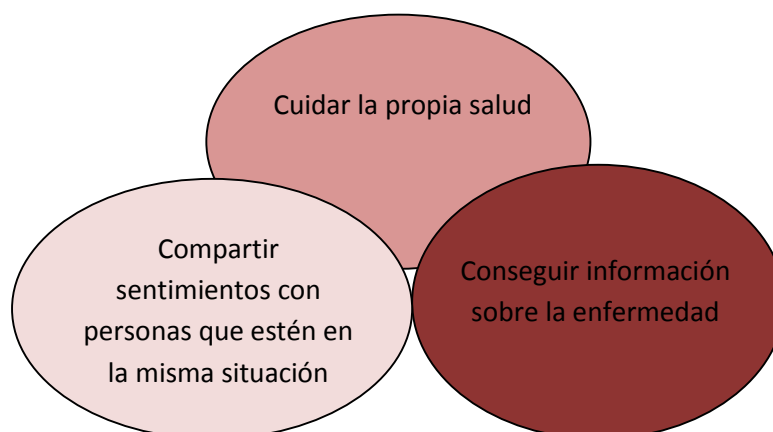 Cuidar la propia salud
Compartir
sentimientos con
personas que estén en
la misma situación
Conseguir información
sobre la enfermedad